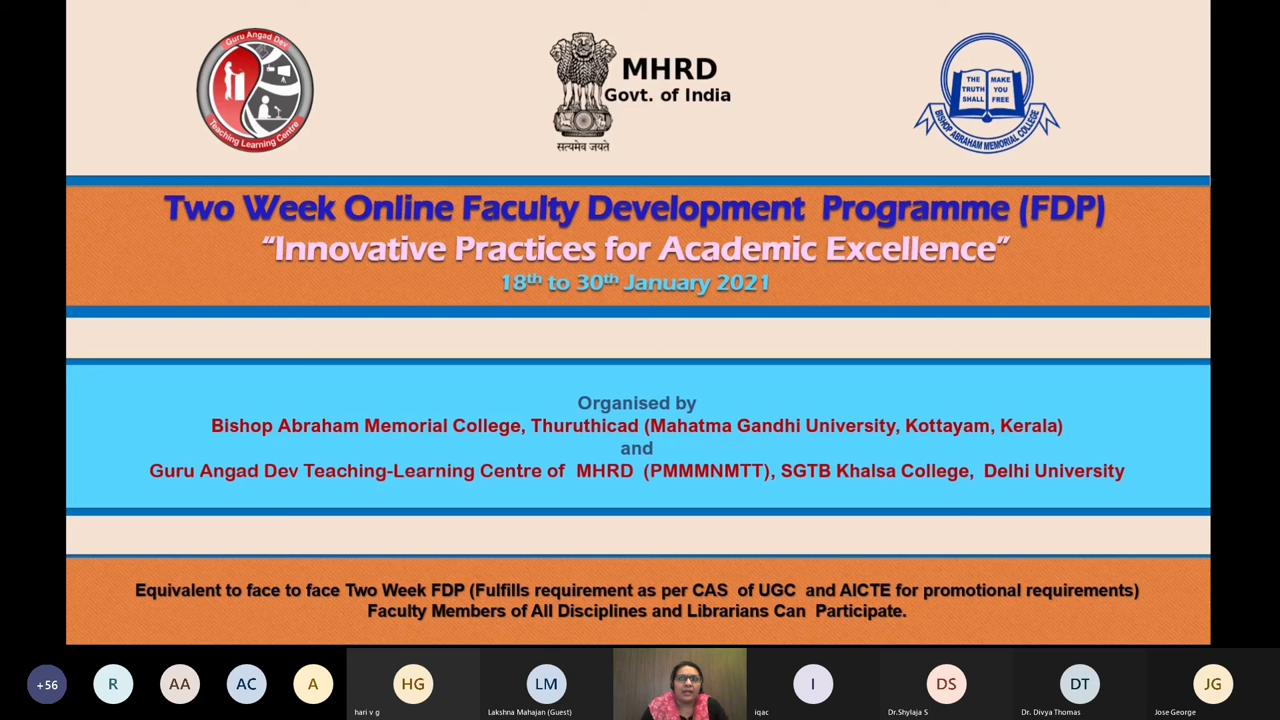 Guru Angad Dev
Teaching Learning Centre
सत्यमेव जयते
MHRD
Govt. of India
THE TRUTH SHALL
MAKE YOU FREE
BISHOP ABRAHAM MEMORIAL COLLEGE
Two Week Online Faculty Development Programme (FDP)
“Innovative Practices for Academic Excellence”
18th to 30th January 2021
Organised by
Bishop Abraham Memorial College, Thuruthicad (Mahatma Gandhi University, Kottayam, Kerala)
and
Guru Angad Dev Teaching-Learning Centre of MHRD (PMMMNMTT), SGTB Khalsa College, Delhi University
Equivalent to face to face Two Week FDP (Fulfills requirement as per CAS of UGC and AICTE for promotional requirements)
Faculty Members of All Disciplines and Librarians Can Participate.
+56
R
AA
AC
A
HG
hari v g
LM
Lakshna Mahajan (Guest)
I
iqac
DS
Dr.Shylaja S
DT
Dr. Divya Thomas
JG
Jose George